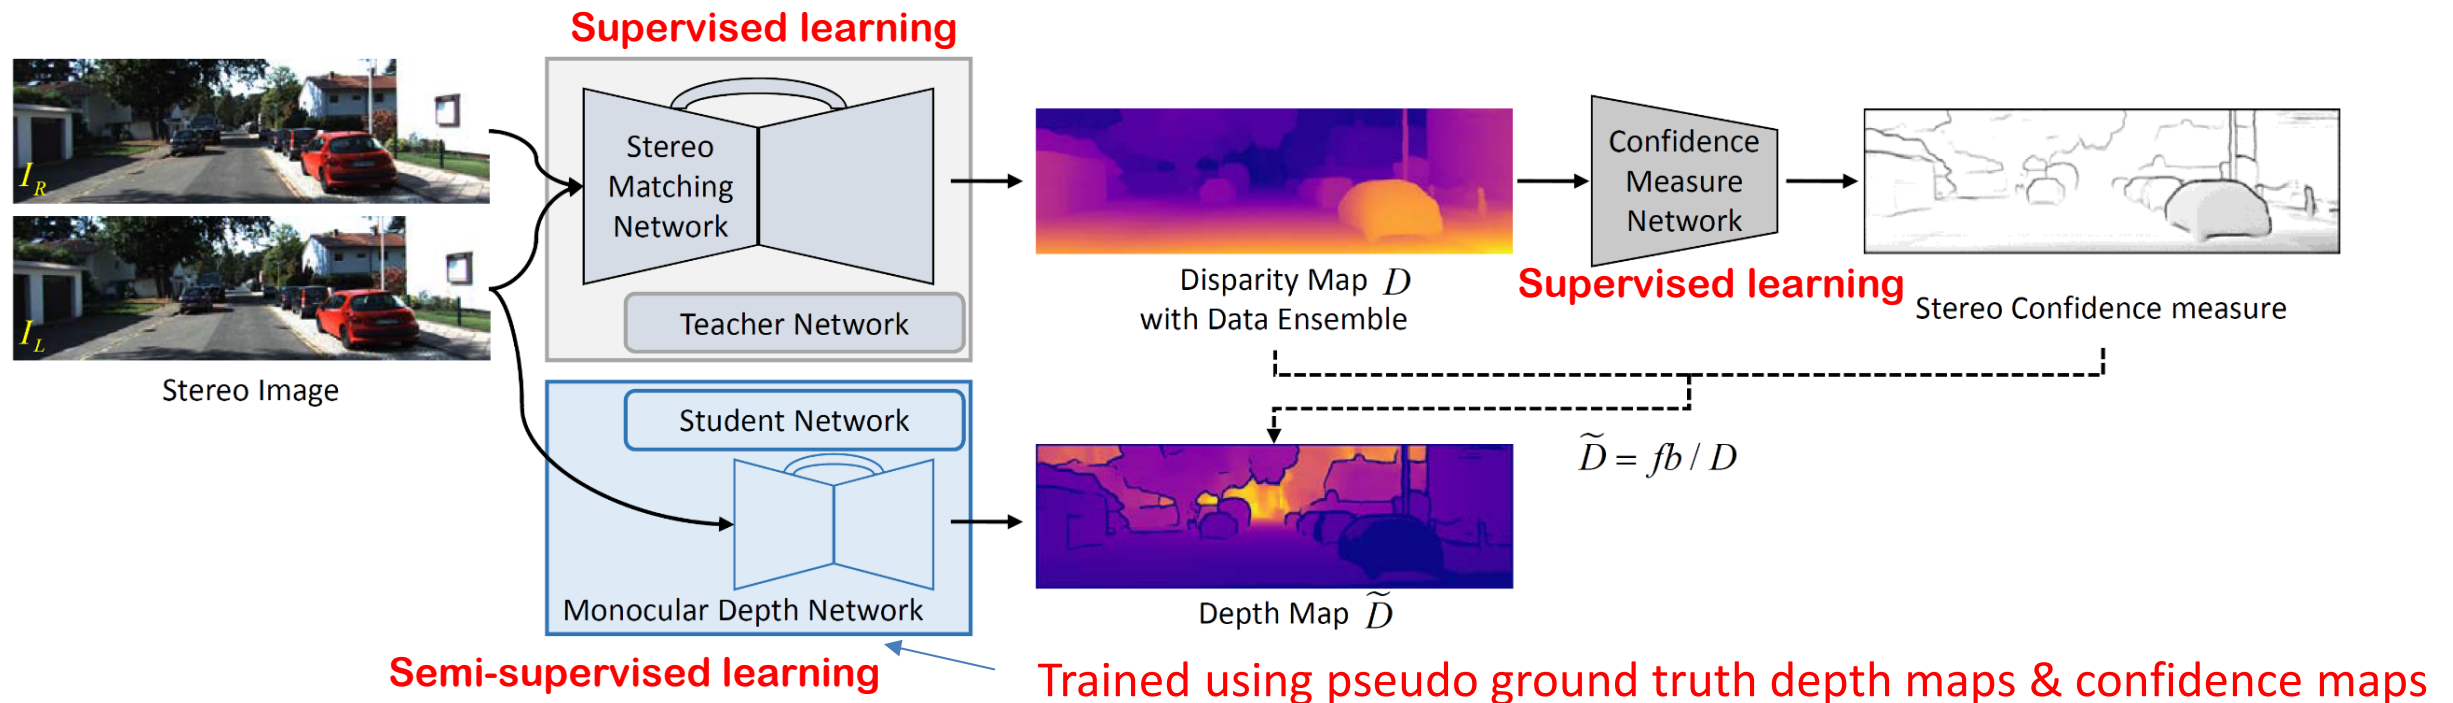 Supervised learning
I_R
I_L
Stereo Image
Stereo
Matching
Network
Teacher Network
Student Network
Monocular Depth Network
Semi-supervised learning
Disparity Map D
with Data Ensemble
Confidence
Measure
Network
Supervised learning
Stereo Confidence measure
D̃ = fb / D
Depth Map D̃
Trained using pseudo ground truth depth maps & confidence maps